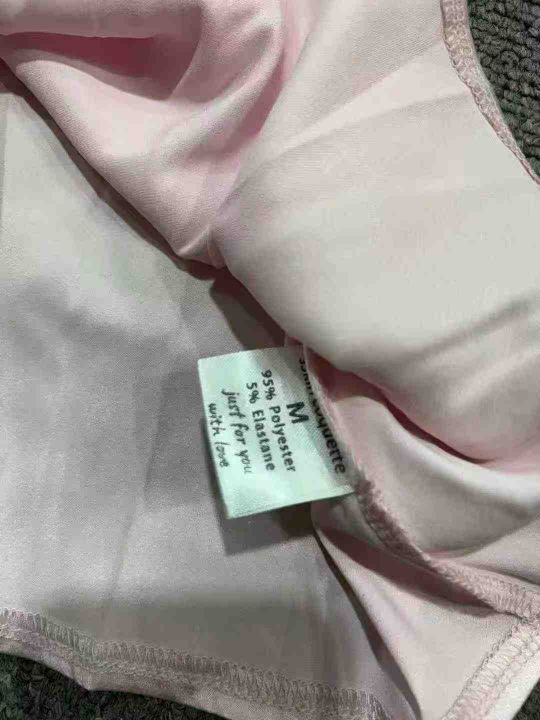 M
95% Polyester
5% Elastane
just for you
with love